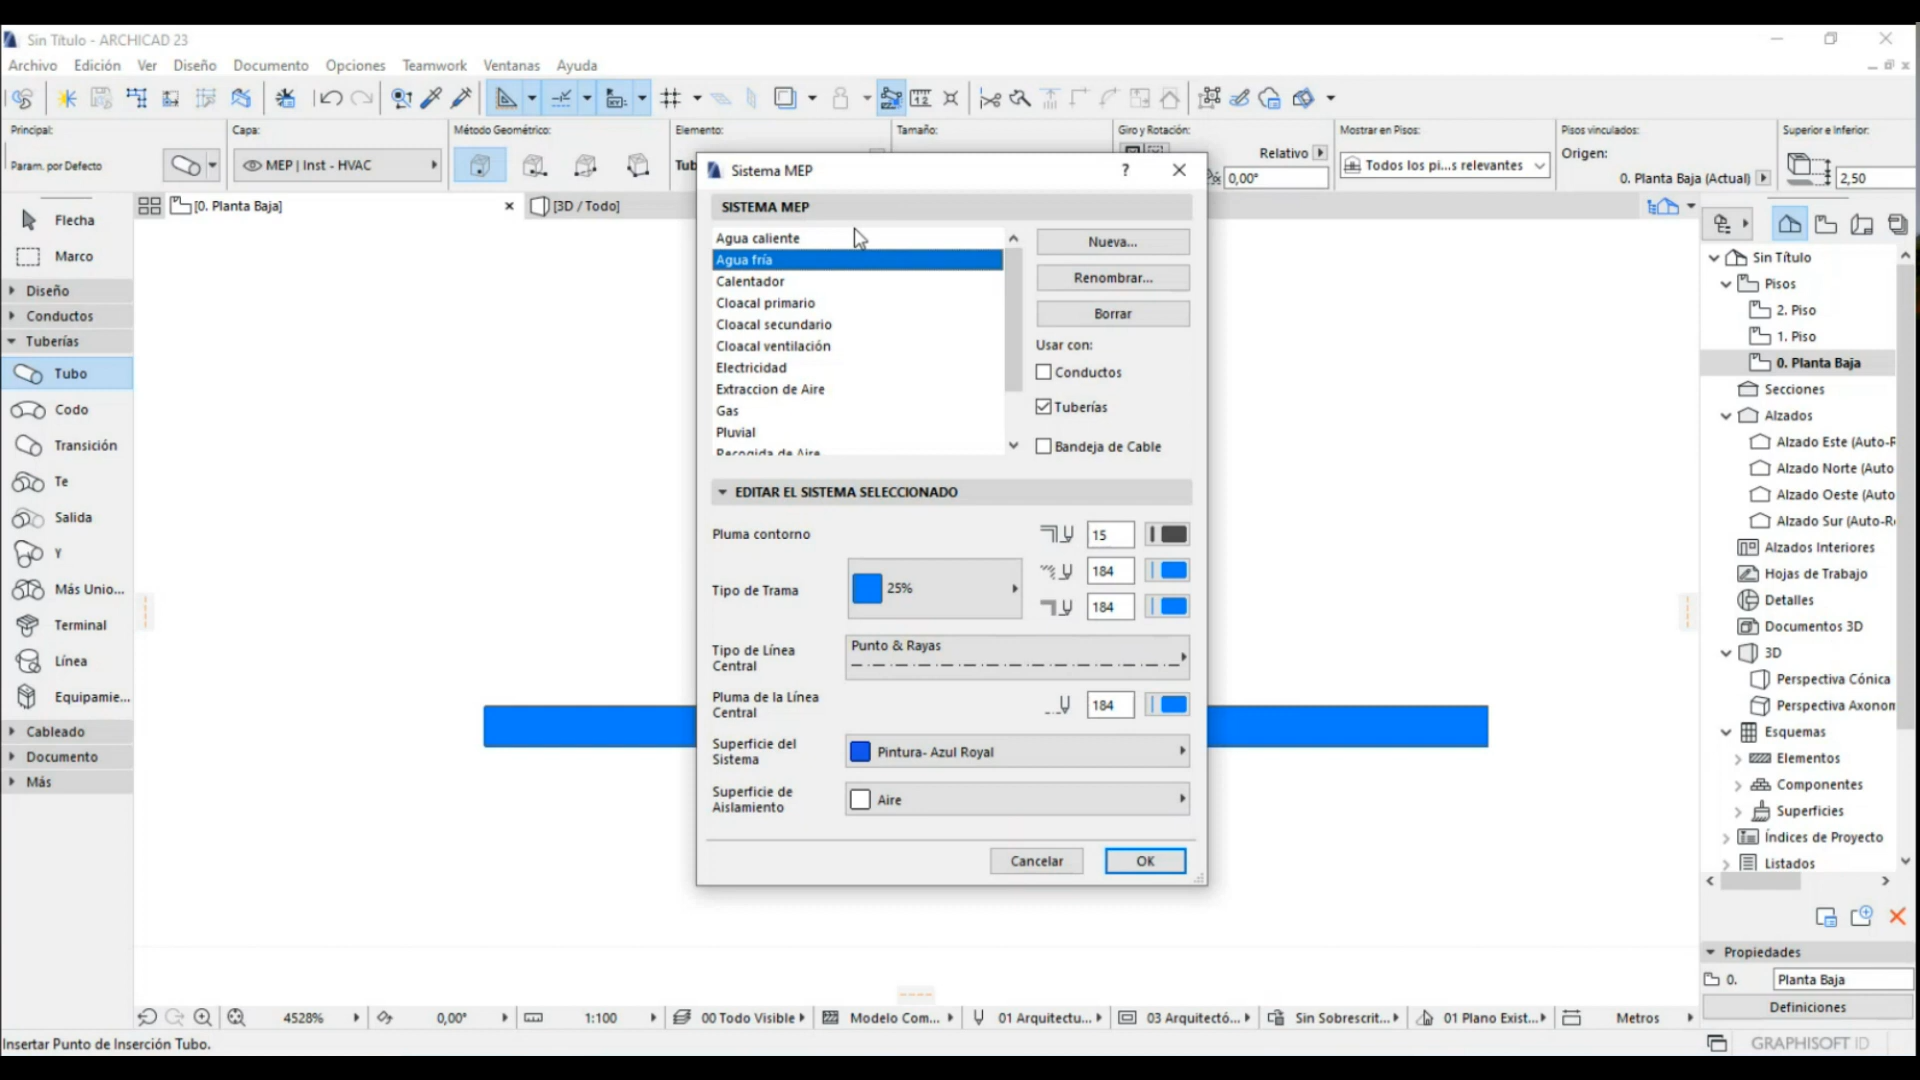 Sin Título - ARCHICAD 23
Archivo Edición Ver Diseño Documento Opciones Teamwork Ventanas Ayuda
Principal: Capa: Método Geométrico: Elemento: Tamaño: Giro y Rotación: Mostrar en Pisos: Pisos vinculados: Superior e Inferior:
Param. por Defecto MEP | Inst - HVAC Tub Relativo Todos los pi...s relevantes Origen:
0,00° 0. Planta Baja (Actual) 2,50
[0. Planta Baja] [3D / Todo]
Flecha
Marco
Diseño
Conductos
Tuberías
Tubo
Codo
Transición
Te
Salida
Y
Más Unio...
Terminal
Línea
Equipamie...
Cableado
Documento
Más
Sistema MEP ?
SISTEMA MEP
Agua caliente
Agua fría
Calentador
Cloacal primario
Cloacal secundario
Cloacal ventilación
Electricidad
Extraccion de Aire
Gas
Pluvial
Recogida de Aire
Nueva...
Renombrar...
Borrar
Usar con:
Conductos
Tuberías
Bandeja de Cable
EDITAR EL SISTEMA SELECCIONADO
Pluma contorno 15
Tipo de Trama 25% 184
184
Tipo de Línea Central Punto & Rayas
Pluma de la Línea Central 184
Superficie del Sistema Pintura- Azul Royal
Superficie de Aislamiento Aire
Cancelar OK
Sin Título
Pisos
2. Piso
1. Piso
0. Planta Baja
Secciones
Alzados
Alzado Este (Auto-R
Alzado Norte (Auto
Alzado Oeste (Auto
Alzado Sur (Auto-R
Alzados Interiores
Hojas de Trabajo
Detalles
Documentos 3D
3D
Perspectiva Cónica
Perspectiva Axonom
Esquemas
Elementos
Componentes
Superficies
Índices de Proyecto
Listados
Propiedades
0. Planta Baja
Definiciones
4528% 0,00° 1:100 00 Todo Visible Modelo Com... 01 Arquitectu... 03 Arquitectó... Sin Sobrescrit... 01 Plano Exist... Metros
Insertar Punto de Inserción Tubo. GRAPHISOFT ID